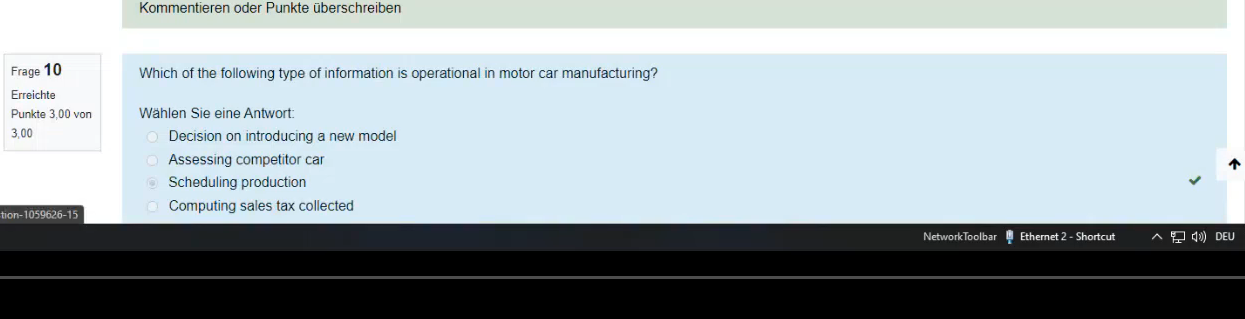 Kommentieren oder Punkte überschreiben
Frage 10
Erreichte
Punkte 3,00 von
3,00
Which of the following type of information is operational in motor car manufacturing?
Wählen Sie eine Antwort:
Decision on introducing a new model
Assessing competitor car
Scheduling production
Computing sales tax collected
tion-1059626-15
NetworkToolbar Ethernet 2 - Shortcut DEU